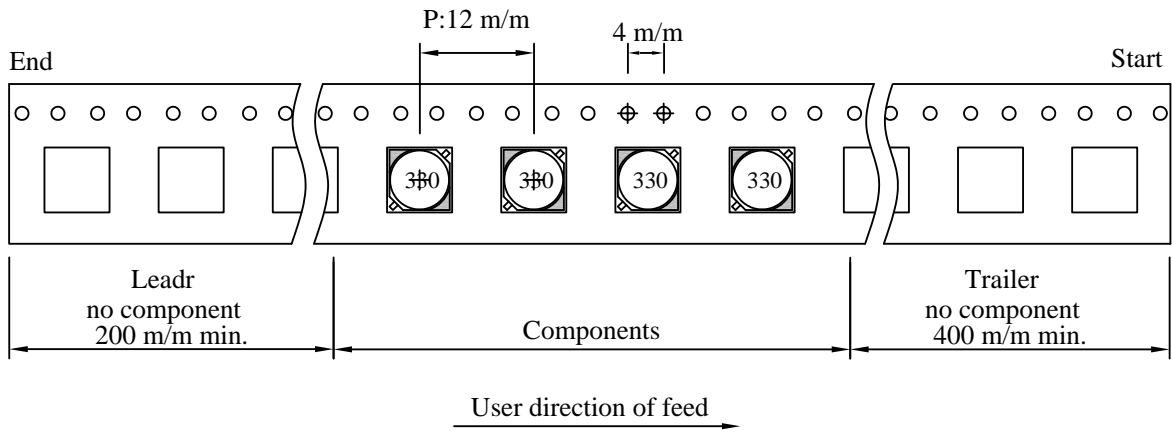 P:12 m/m
4 m/m
End
Start
330
330
330
330
Leadr
no component
200 m/m min.
Components
Trailer
no component
400 m/m min.
User direction of feed